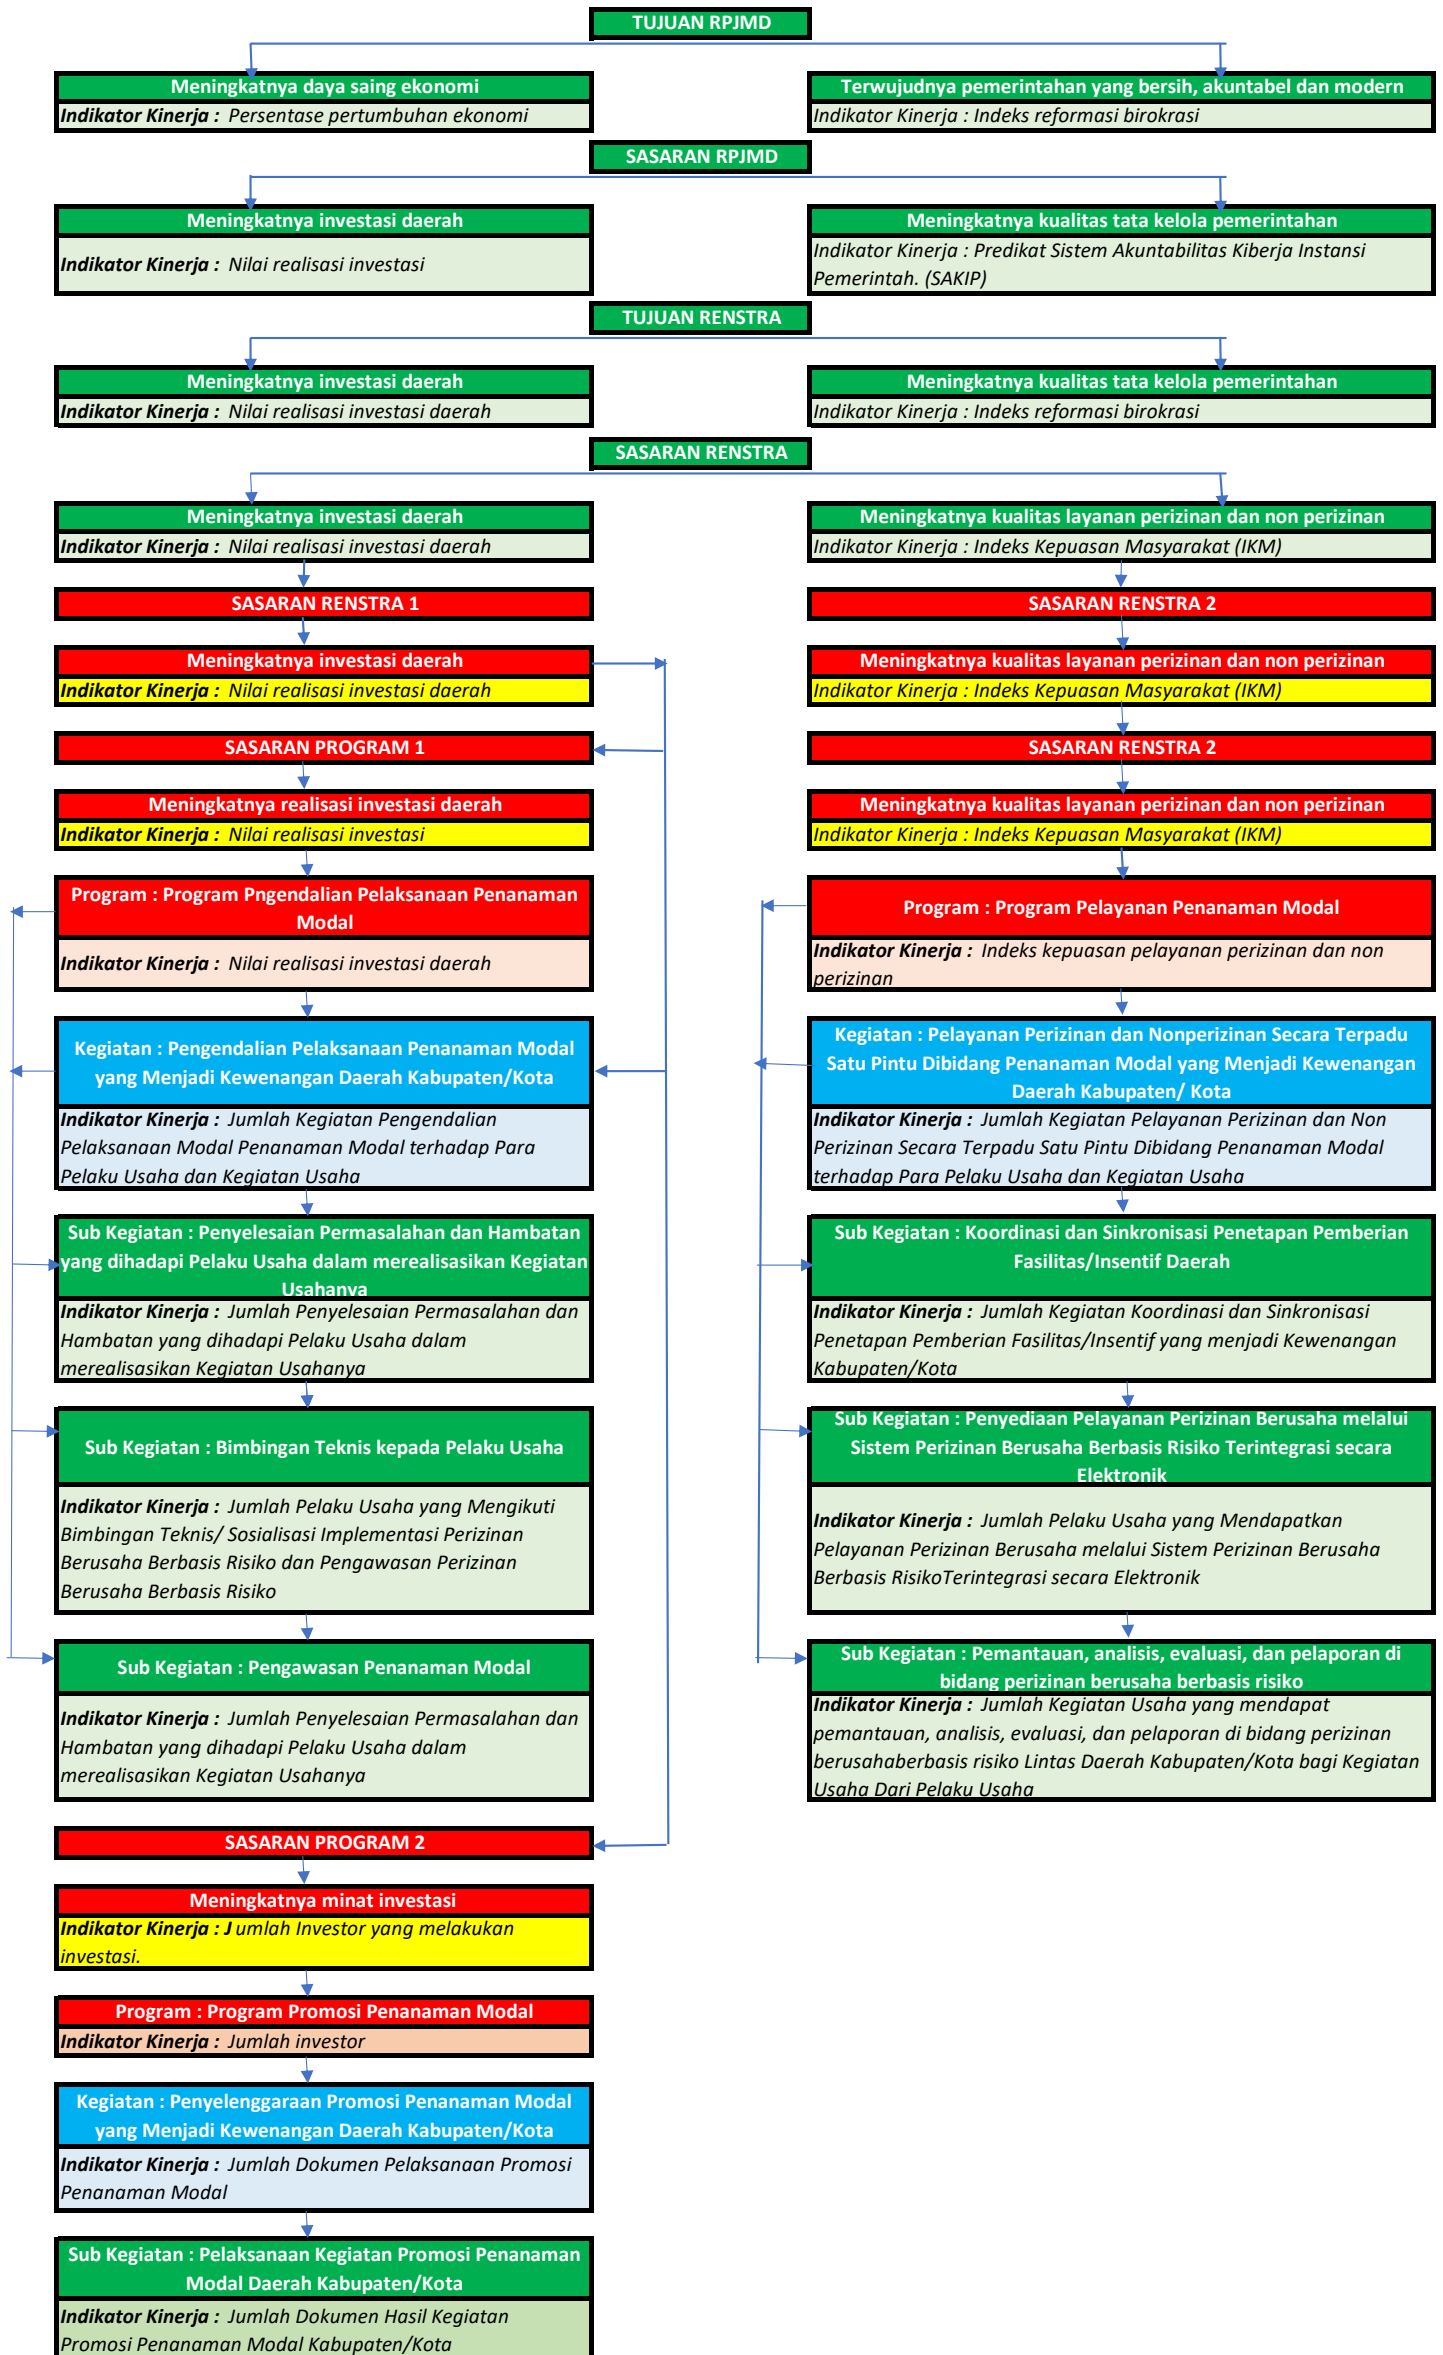 TUJUAN RPJMD
Meningkatnya daya saing ekonomi
Indikator Kinerja : Persentase pertumbuhan ekonomi
Terwujudnya pemerintahan yang bersih, akuntabel dan modern
Indikator Kinerja : Indeks reformasi birokrasi
SASARAN RPJMD
Meningkatnya investasi daerah
Indikator Kinerja : Nilai realisasi investasi
Meningkatnya kualitas tata kelola pemerintahan
Indikator Kinerja : Predikat Sistem Akuntabilitas Kiberja Instansi
Pemerintah. (SAKIP)
TUJUAN RENSTRA
Meningkatnya investasi daerah
Indikator Kinerja : Nilai realisasi investasi daerah
Meningkatnya kualitas tata kelola pemerintahan
Indikator Kinerja : Indeks reformasi birokrasi
SASARAN RENSTRA
Meningkatnya investasi daerah
Indikator Kinerja : Nilai realisasi investasi daerah
Meningkatnya kualitas layanan perizinan dan non perizinan
Indikator Kinerja : Indeks Kepuasan Masyarakat (IKM)
SASARAN RENSTRA 1
Meningkatnya investasi daerah
Indikator Kinerja : Nilai realisasi investasi daerah
SASARAN PROGRAM 1
Meningkatnya realisasi investasi daerah
Indikator Kinerja : Nilai realisasi investasi
Program : Program Pngendalian Pelaksanaan Penanaman
Modal
Indikator Kinerja : Nilai realisasi investasi daerah
Kegiatan : Pengendalian Pelaksanaan Penanaman Modal
yang Menjadi Kewenangan Daerah Kabupaten/Kota
Indikator Kinerja : Jumlah Kegiatan Pengendalian
Pelaksanaan Modal Penanaman Modal terhadap Para
Pelaku Usaha dan Kegiatan Usaha
Sub Kegiatan : Penyelesaian Permasalahan dan Hambatan
yang dihadapi Pelaku Usaha dalam merealisasikan Kegiatan
Usahanya
Indikator Kinerja : Jumlah Penyelesaian Permasalahan dan
Hambatan yang dihadapi Pelaku Usaha dalam
merealisasikan Kegiatan Usahanya
Sub Kegiatan : Bimbingan Teknis kepada Pelaku Usaha
Indikator Kinerja : Jumlah Pelaku Usaha yang Mengikuti
Bimbingan Teknis/ Sosialisasi Implementasi Perizinan
Berusaha Berbasis Risiko dan Pengawasan Perizinan
Berusaha Berbasis Risiko
Sub Kegiatan : Pengawasan Penanaman Modal
Indikator Kinerja : Jumlah Penyelesaian Permasalahan dan
Hambatan yang dihadapi Pelaku Usaha dalam
merealisasikan Kegiatan Usahanya
SASARAN PROGRAM 2
Meningkatnya minat investasi
Indikator Kinerja : J umlah Investor yang melakukan
investasi.
Program : Program Promosi Penanaman Modal
Indikator Kinerja : Jumlah investor
Kegiatan : Penyelenggaraan Promosi Penanaman Modal
yang Menjadi Kewenangan Daerah Kabupaten/Kota
Indikator Kinerja : Jumlah Dokumen Pelaksanaan Promosi
Penanaman Modal
Sub Kegiatan : Pelaksanaan Kegiatan Promosi Penanaman
Modal Daerah Kabupaten/Kota
Indikator Kinerja : Jumlah Dokumen Hasil Kegiatan
Promosi Penanaman Modal Kabupaten/Kota
SASARAN RENSTRA 2
Meningkatnya kualitas layanan perizinan dan non perizinan
Indikator Kinerja : Indeks Kepuasan Masyarakat (IKM)
SASARAN RENSTRA 2
Meningkatnya kualitas layanan perizinan dan non perizinan
Indikator Kinerja : Indeks Kepuasan Masyarakat (IKM)
Program : Program Pelayanan Penanaman Modal
Indikator Kinerja : Indeks kepuasan pelayanan perizinan dan non
perizinan
Kegiatan : Pelayanan Perizinan dan Nonperizinan Secara Terpadu
Satu Pintu Dibidang Penanaman Modal yang Menjadi Kewenangan
Daerah Kabupaten/ Kota
Indikator Kinerja : Jumlah Kegiatan Pelayanan Perizinan dan Non
Perizinan Secara Terpadu Satu Pintu Dibidang Penanaman Modal
terhadap Para Pelaku Usaha dan Kegiatan Usaha
Sub Kegiatan : Koordinasi dan Sinkronisasi Penetapan Pemberian
Fasilitas/Insentif Daerah
Indikator Kinerja : Jumlah Kegiatan Koordinasi dan Sinkronisasi
Penetapan Pemberian Fasilitas/Insentif yang menjadi Kewenangan
Kabupaten/Kota
Sub Kegiatan : Penyediaan Pelayanan Perizinan Berusaha melalui
Sistem Perizinan Berusaha Berbasis Risiko Terintegrasi secara
Elektronik
Indikator Kinerja : Jumlah Pelaku Usaha yang Mendapatkan
Pelayanan Perizinan Berusaha melalui Sistem Perizinan Berusaha
Berbasis RisikoTerintegrasi secara Elektronik
Sub Kegiatan : Pemantauan, analisis, evaluasi, dan pelaporan di
bidang perizinan berusaha berbasis risiko
Indikator Kinerja : Jumlah Kegiatan Usaha yang mendapat
pemantauan, analisis, evaluasi, dan pelaporan di bidang perizinan
berusahaberbasis risiko Lintas Daerah Kabupaten/Kota bagi Kegiatan
Usaha Dari Pelaku Usaha